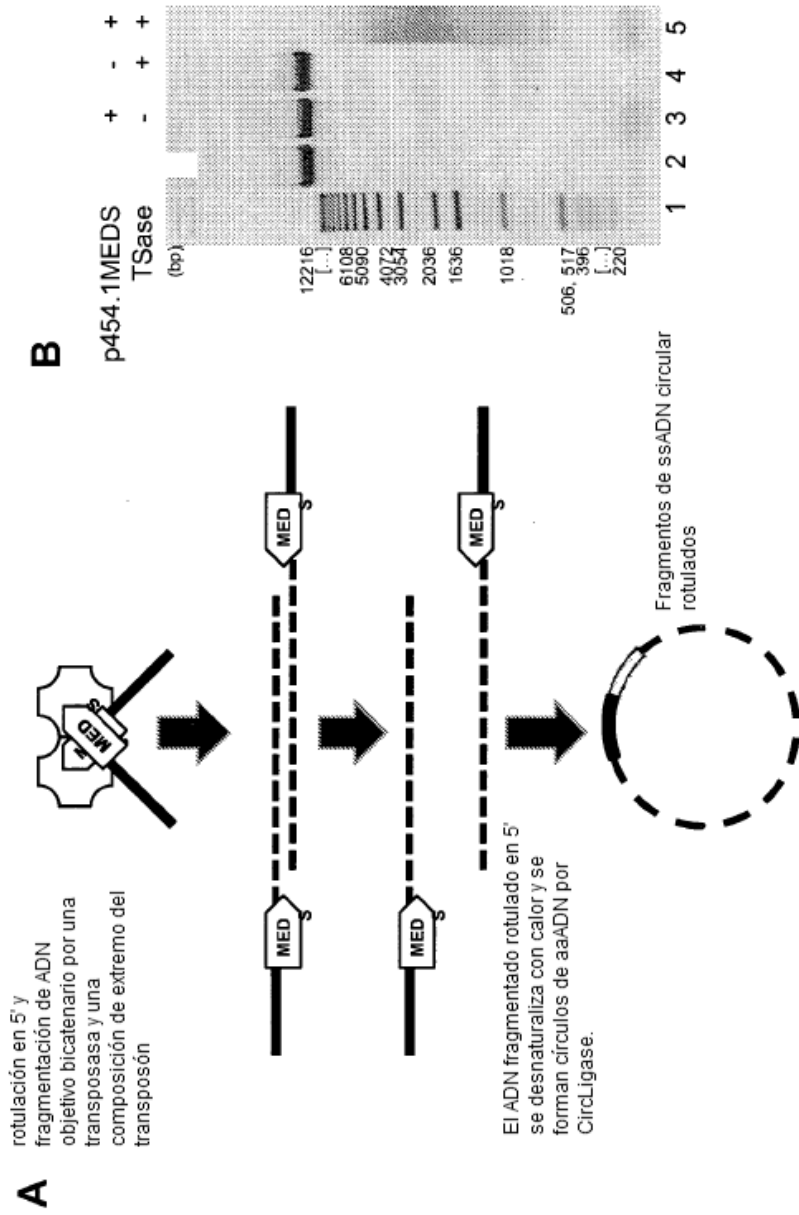 A
rotulación en 5' y
fragmentación de ADN
objetivo bicatenario por una
transposasa y una
composición de extremo del
transposón
MED
S
MED
S
MED
S
MED
S
MED
S
El ADN fragmentado rotulado en 5'
se desnaturaliza con calor y se
forman círculos de aaADN por
CircLigase.
Fragmentos de ssADN circular
rotulados
B
p454.1MEDS + - +
TSase - + +
(bp)
12216
[...]
6108
5090
4072
3054
2036
1636
1018
506, 517
396
[...]
220
1 2 3 4 5